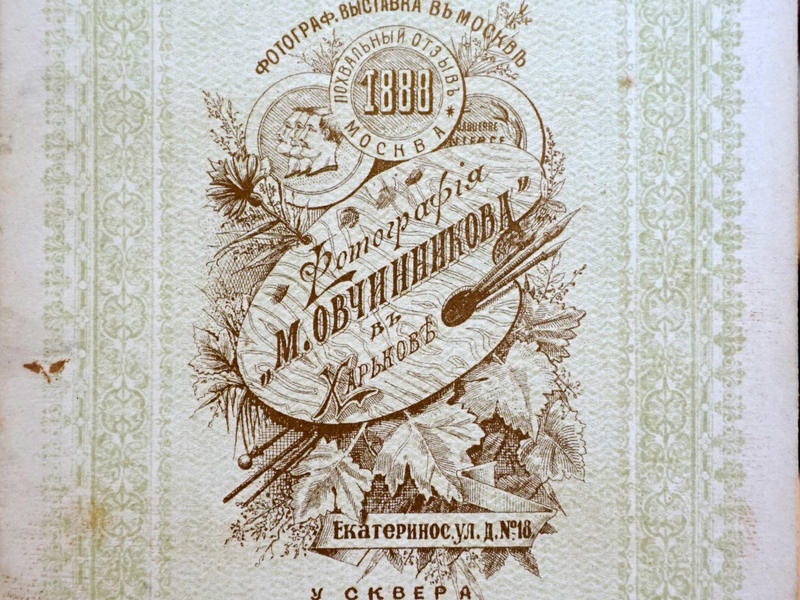 ФОТОГРАФ. ВЫСТАВКА ВЪ МОСКВѢ
ПОХВАЛЬНЫЙ ОТЗЫВЪ
1888
МОСКВА
Фотографія
„М. ОВЧИННИКОВА”
ВЪ
ХАРЬКОВѢ
ЕКАТЕРИНОС. УЛ. Д. №18
У СКВЕРА